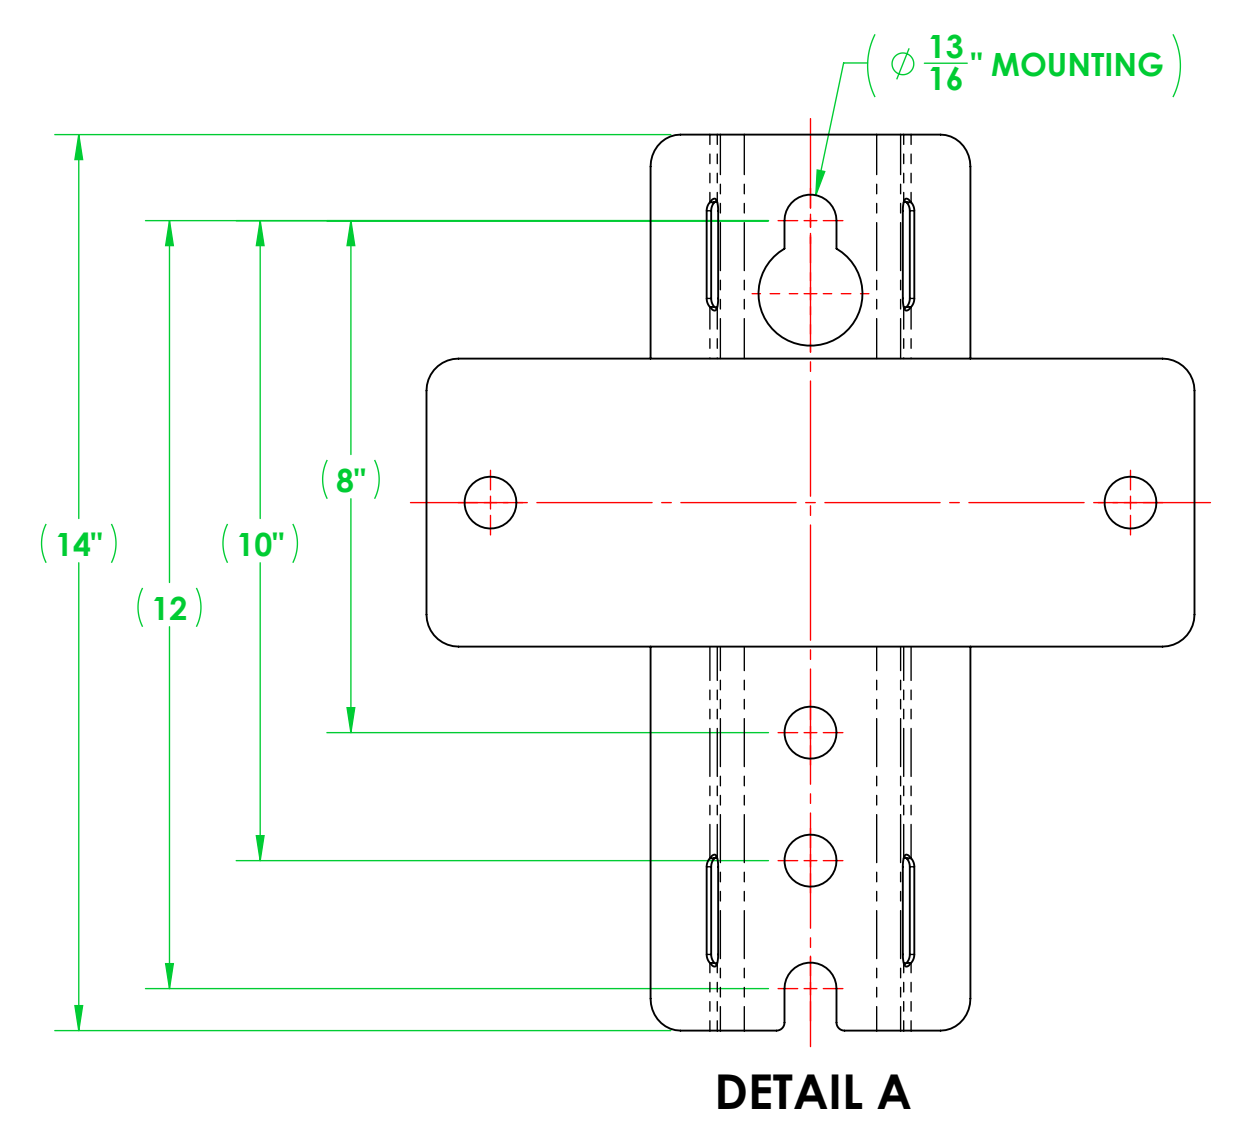 ( ⌀ 13/16" MOUNTING )
( 8" )
( 14" )
( 10" )
( 12 )
DETAIL A